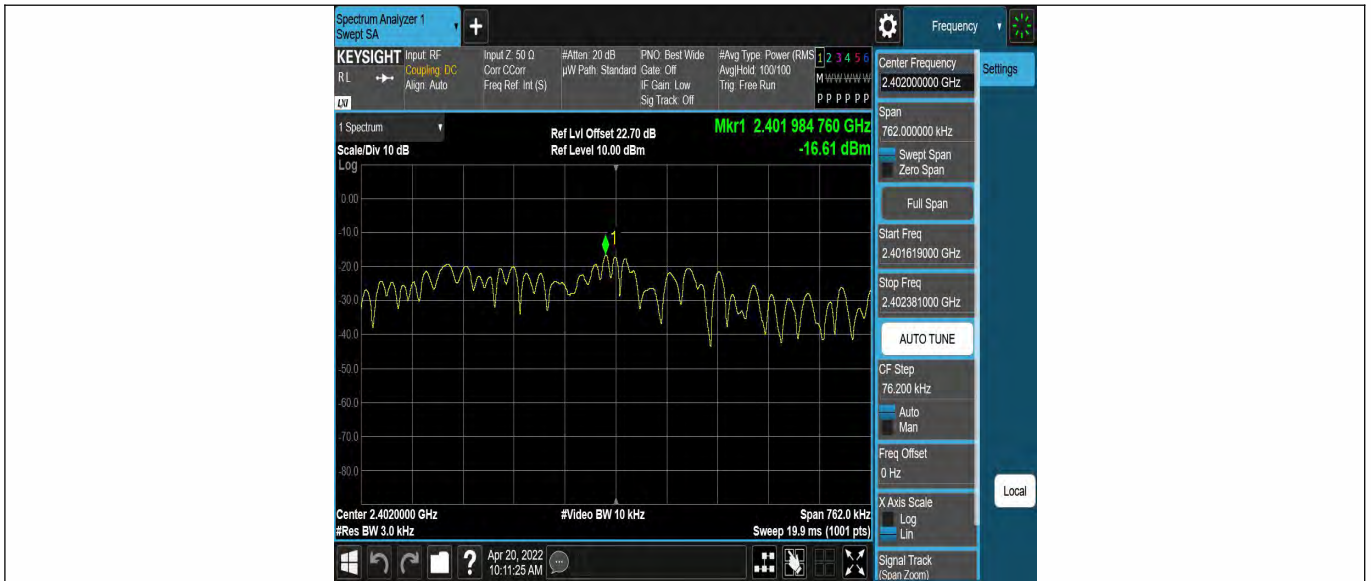 Spectrum Analyzer 1
Swept SA
+
Frequency
KEYSIGHT
R L
LXI
Input: RF
Coupling: DC
Align: Auto
Input Z: 50 Ω
Corr CCorr
Freq Ref: Int (S)
#Atten: 20 dB
µW Path: Standard
PNO: Best Wide
Gate: Off
IF Gain: Low
Sig Track: Off
#Avg Type: Power (RMS
Avg|Hold: 100/100
Trig: Free Run
1 2 3 4 5 6
M W W W W W
P P P P P P
1 Spectrum
Scale/Div 10 dB
Ref Lvl Offset 22.70 dB
Ref Level 10.00 dBm
Mkr1 2.401 984 760 GHz
-16.61 dBm
Log
0.00
-10.0
-20.0
-30.0
-40.0
-50.0
-60.0
-70.0
-80.0
1
Center 2.4020000 GHz
#Res BW 3.0 kHz
#Video BW 10 kHz
Span 762.0 kHz
Sweep 19.9 ms (1001 pts)
?
Apr 20, 2022
10:11:25 AM
Center Frequency
2.402000000 GHz
Settings
Span
762.000000 kHz
Swept Span
Zero Span
Full Span
Start Freq
2.401619000 GHz
Stop Freq
2.402381000 GHz
AUTO TUNE
CF Step
76.200 kHz
Auto
Man
Freq Offset
0 Hz
X Axis Scale
Log
Lin
Local
Signal Track
(Span Zoom)